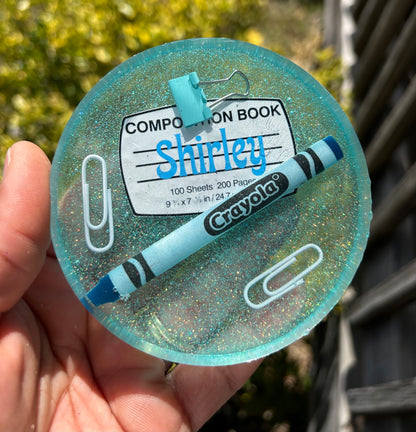 COMPOSITION BOOK
Shirley
100 Sheets 200 Pages
Crayola